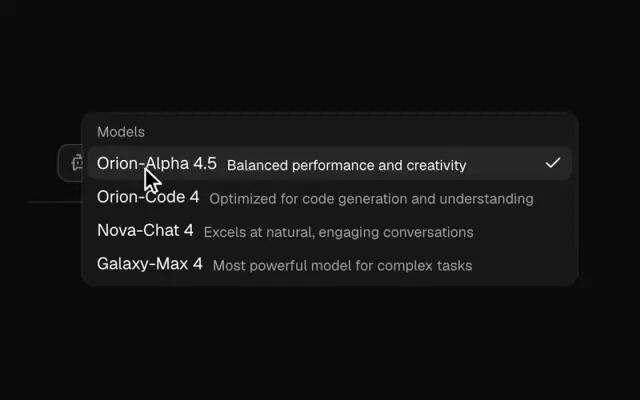 Models
Orion-Alpha 4.5 Balanced performance and creativity
Orion-Code 4 Optimized for code generation and understanding
Nova-Chat 4 Excels at natural, engaging conversations
Galaxy-Max 4 Most powerful model for complex tasks